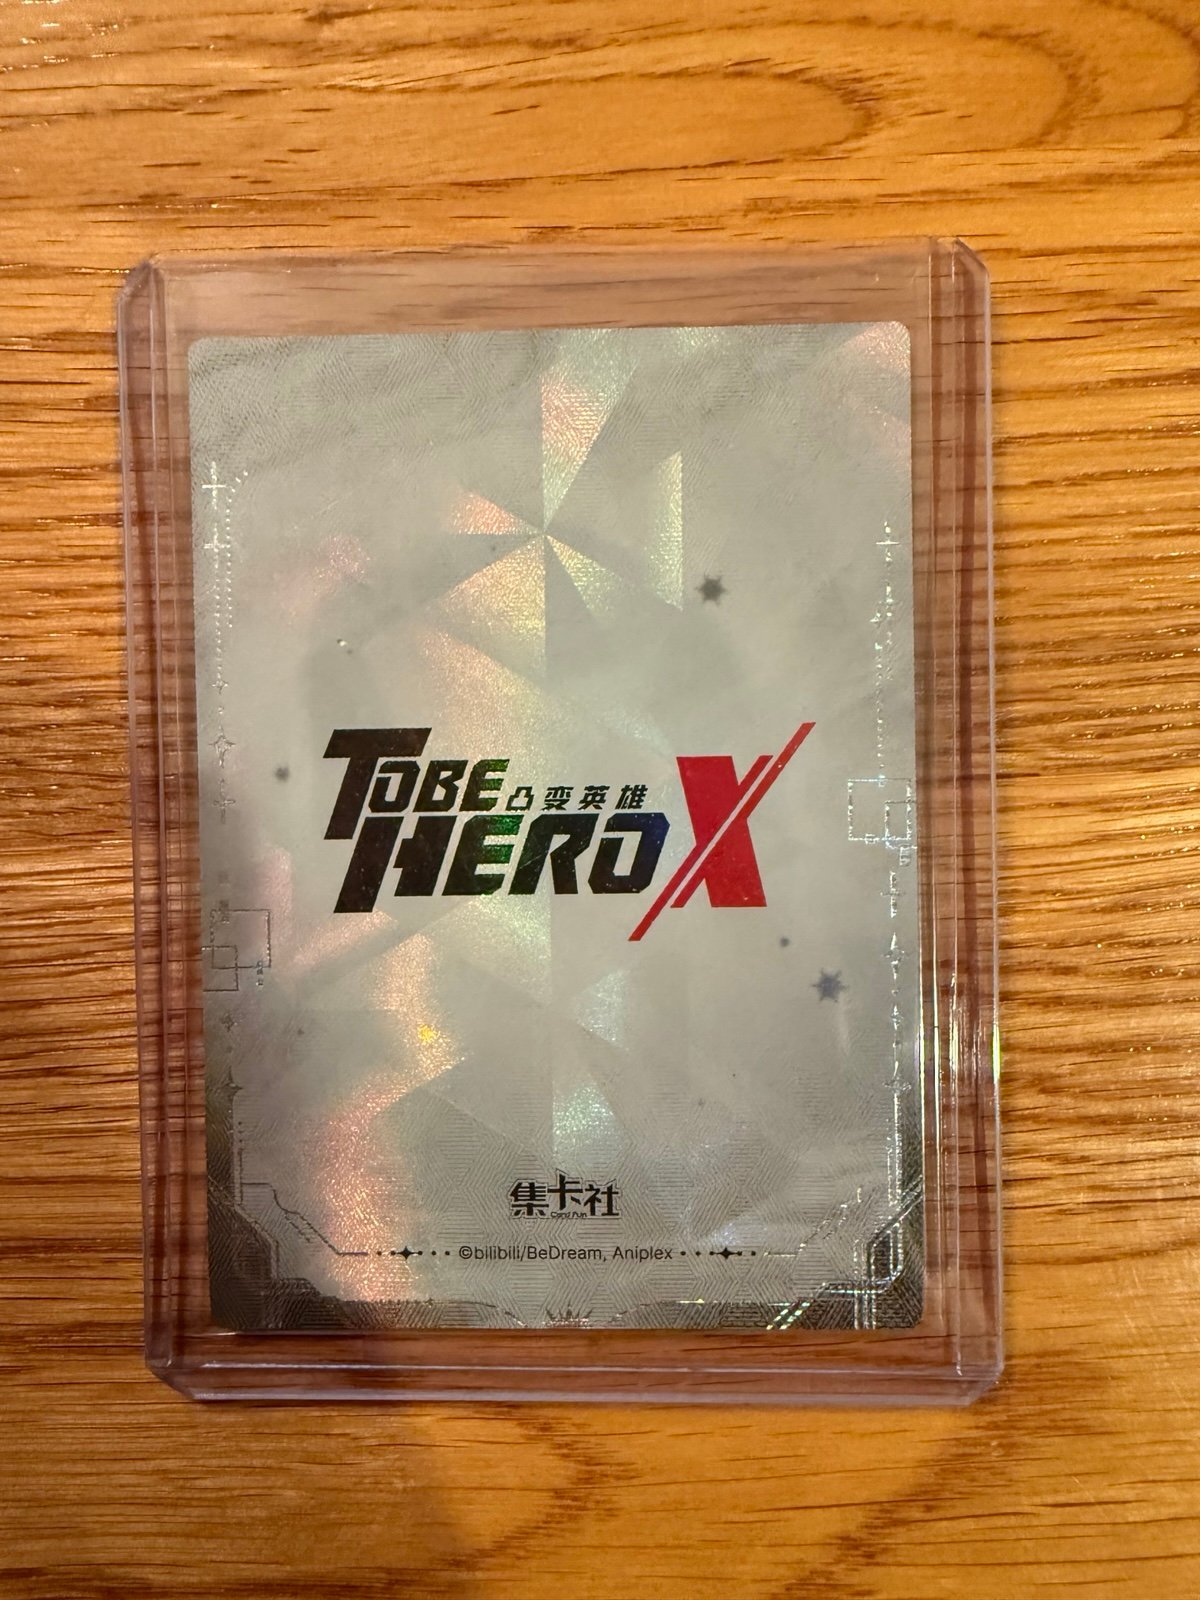 TOBE 凸变英雄
HERO X
集卡社
Card Fun
©bilibili/BeDream, Aniplex